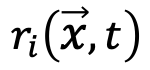 $r_i(\vec{x}, t)$